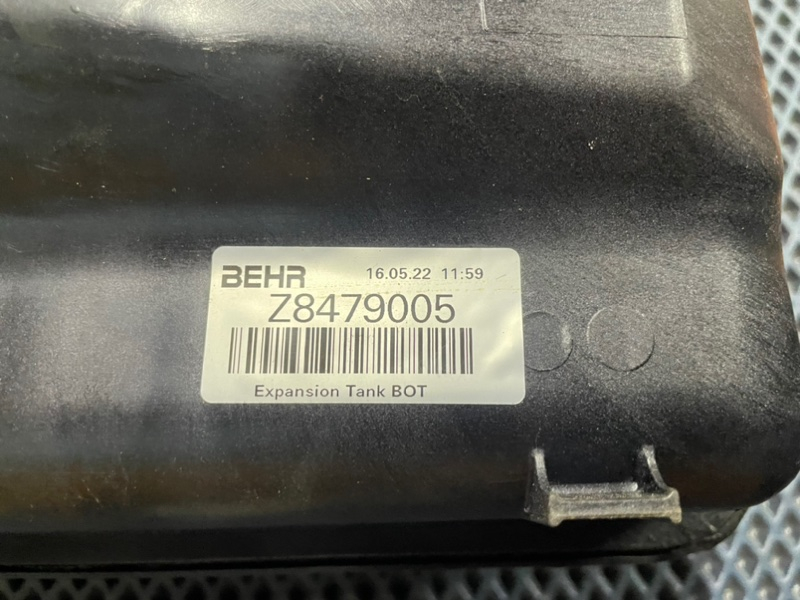 BEHR 16.05.22 11:59
Z8479005
Expansion Tank BOT